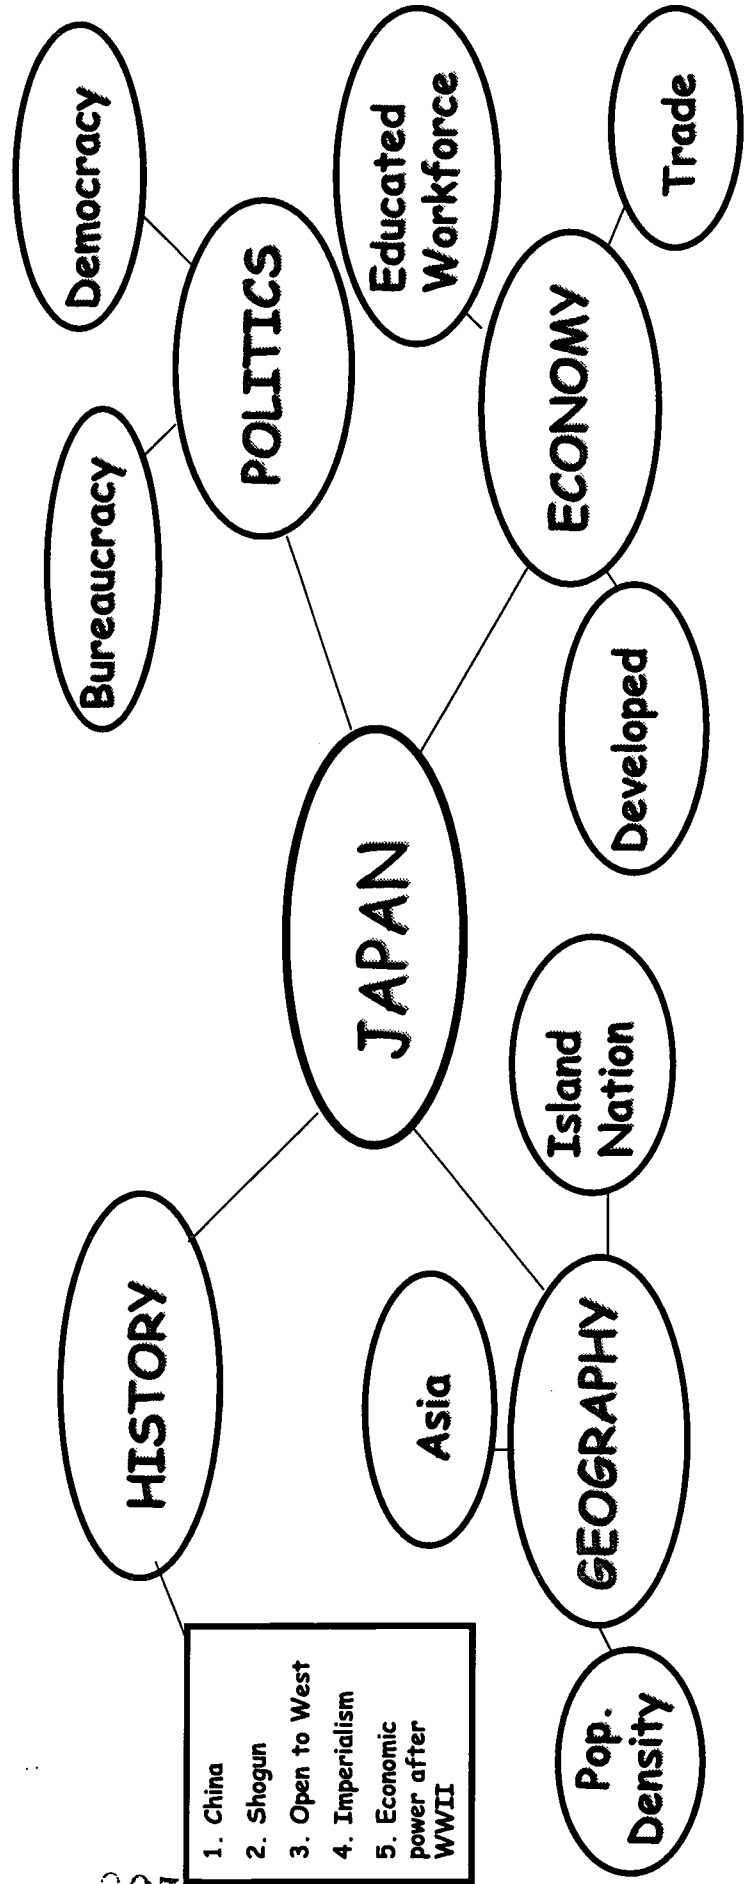 HISTORY
1. China
2. Shogun
3. Open to West
4. Imperialism
5. Economic
power after
WWII
JAPAN
POLITICS
Bureaucracy
Democracy
GEOGRAPHY
Asia
Pop.
Density
Island
Nation
ECONOMY
Educated
Workforce
Developed
Trade